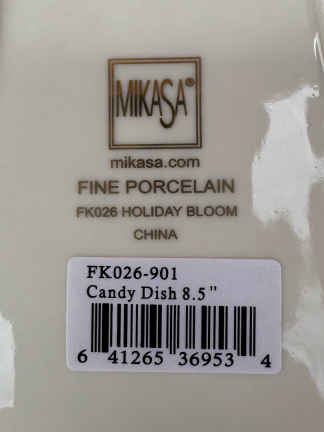 MIKASA®
mikasa.com
FINE PORCELAIN
FK026 HOLIDAY BLOOM
CHINA
FK026-901
Candy Dish 8.5"
6 41265 36953 4